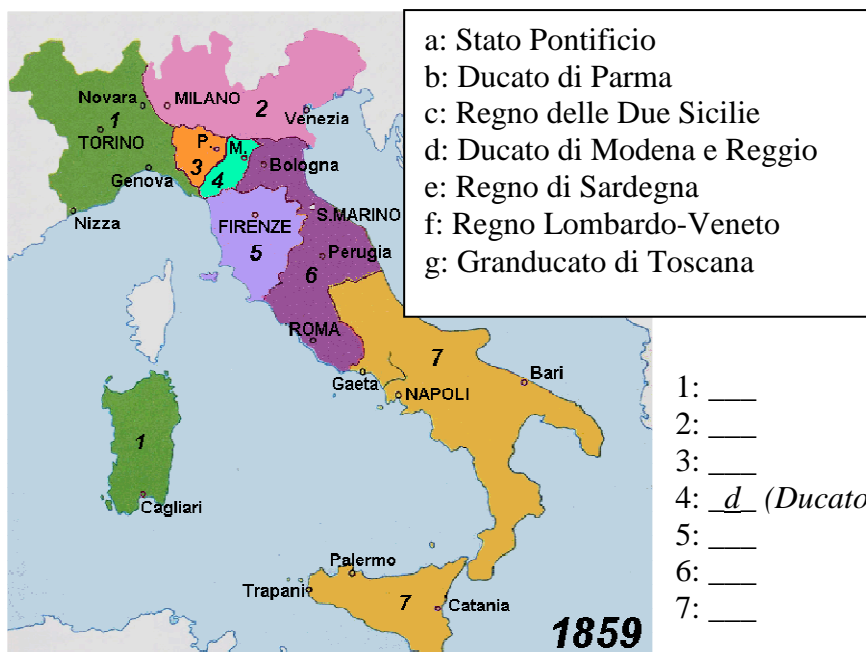 a: Stato Pontificio
b: Ducato di Parma
c: Regno delle Due Sicilie
d: Ducato di Modena e Reggio
e: Regno di Sardegna
f: Regno Lombardo-Veneto
g: Granducato di Toscana
Novara
MILANO
2
Venezia
1
TORINO
P.
M.
3
4
Bologna
Genova
Nizza
S.MARINO
FIRENZE
5
Perugia
6
ROMA
7
Gaeta
Bari
NAPOLI
1
Cagliari
Palermo
Trapani
7
Catania
1859
1: ___
2: ___
3: ___
4: _d_ (Ducato
5: ___
6: ___
7: ___